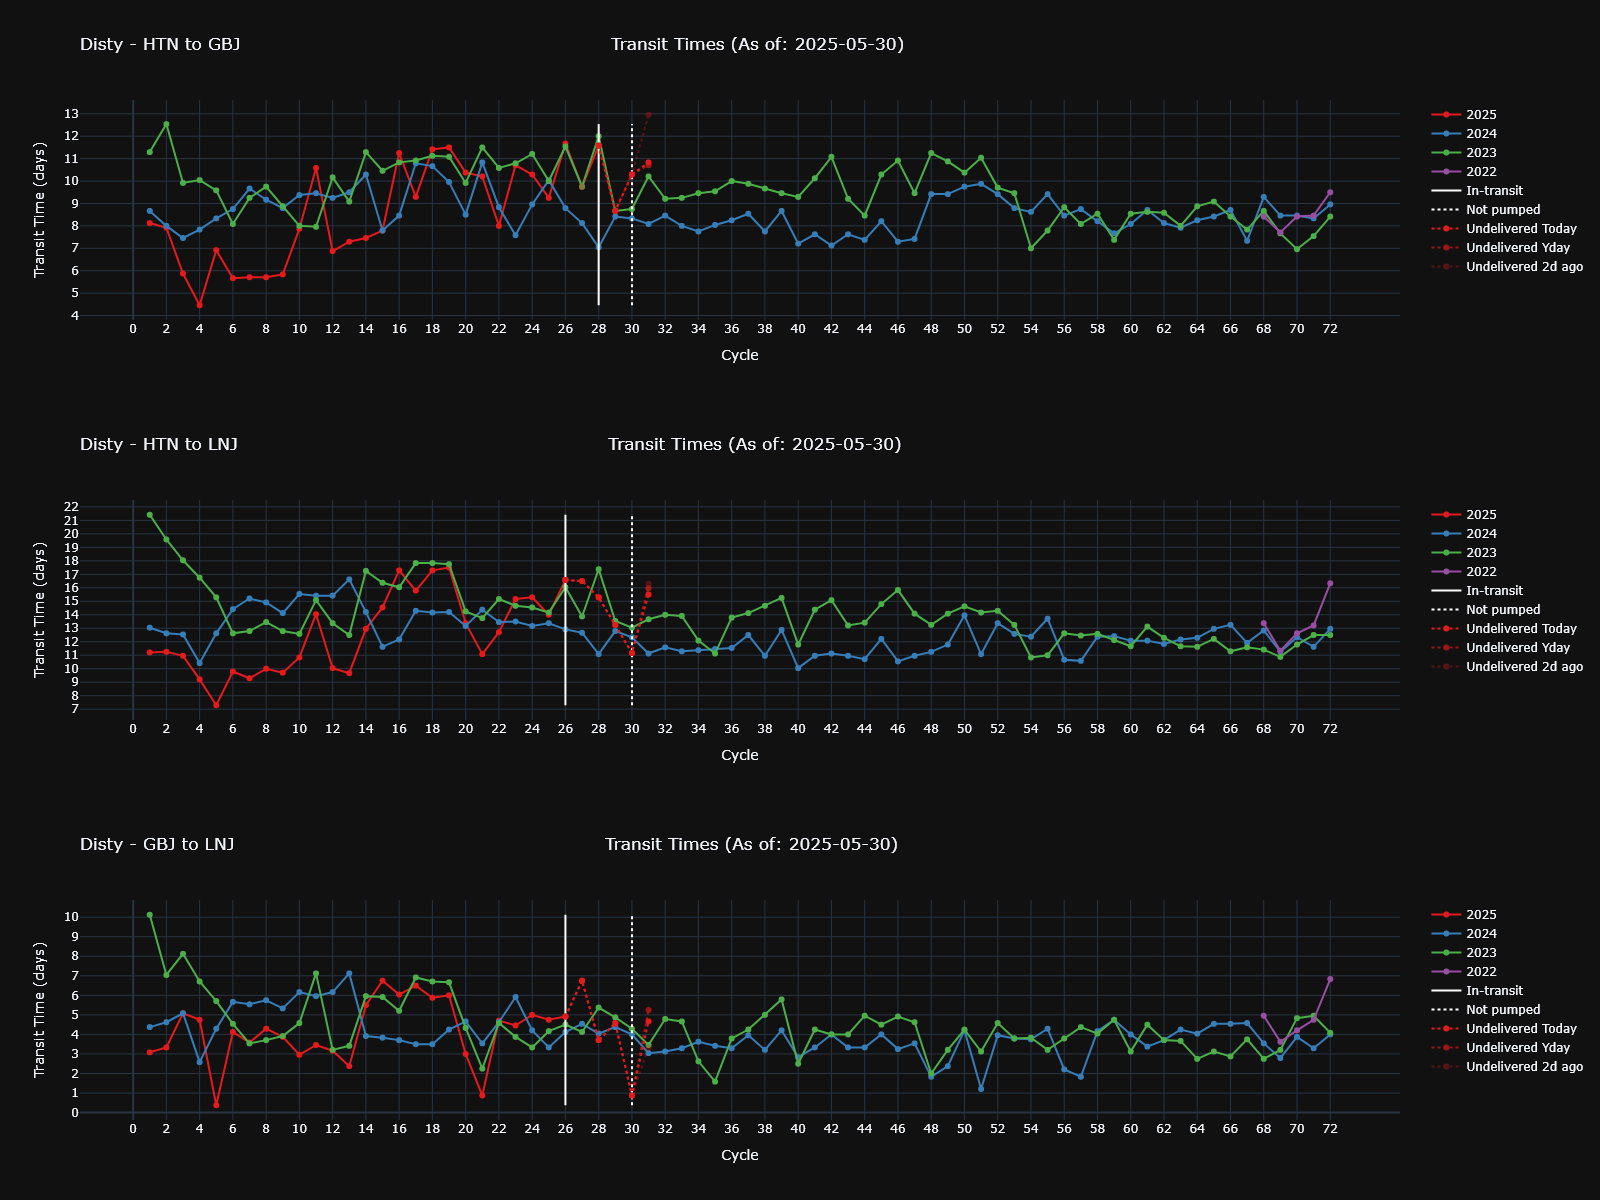 Disty - HTN to GBJ
Transit Times (As of: 2025-05-30)
Transit Time (days)
13
12
11
10
9
8
7
6
5
4
0 2 4 6 8 10 12 14 16 18 20 22 24 26 28 30 32 34 36 38 40 42 44 46 48 50 52 54 56 58 60 62 64 66 68 70 72
Cycle
2025
2024
2023
2022
In-transit
Not pumped
Undelivered Today
Undelivered Yday
Undelivered 2d ago
Disty - HTN to LNJ
Transit Times (As of: 2025-05-30)
Transit Time (days)
22
21
20
19
18
17
16
15
14
13
12
11
10
9
8
7
0 2 4 6 8 10 12 14 16 18 20 22 24 26 28 30 32 34 36 38 40 42 44 46 48 50 52 54 56 58 60 62 64 66 68 70 72
Cycle
2025
2024
2023
2022
In-transit
Not pumped
Undelivered Today
Undelivered Yday
Undelivered 2d ago
Disty - GBJ to LNJ
Transit Times (As of: 2025-05-30)
Transit Time (days)
10
9
8
7
6
5
4
3
2
1
0
0 2 4 6 8 10 12 14 16 18 20 22 24 26 28 30 32 34 36 38 40 42 44 46 48 50 52 54 56 58 60 62 64 66 68 70 72
Cycle
2025
2024
2023
2022
In-transit
Not pumped
Undelivered Today
Undelivered Yday
Undelivered 2d ago